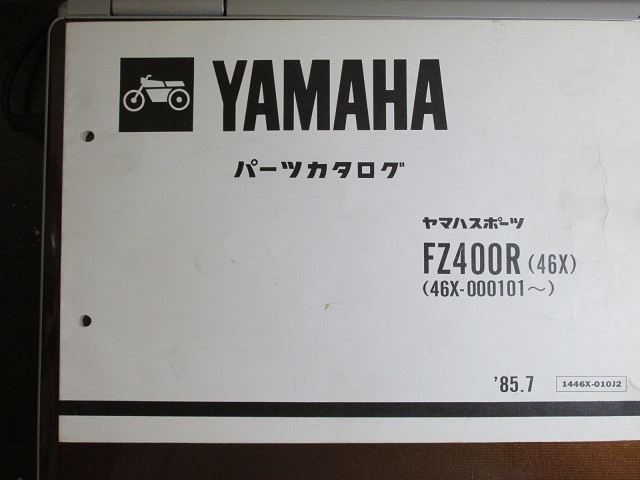 YAMAHA
パーツカタログ
ヤマハスポーツ
FZ400R (46X)
(46X-000101〜)
'85.7
1446X-010J2